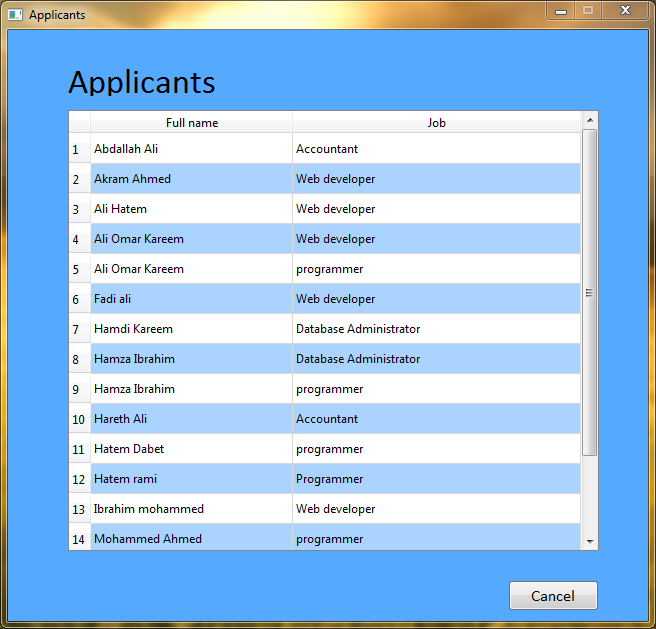 Applicants
Applicants
Full name Job
1 Abdallah Ali Accountant
2 Akram Ahmed Web developer
3 Ali Hatem Web developer
4 Ali Omar Kareem Web developer
5 Ali Omar Kareem programmer
6 Fadi ali Web developer
7 Hamdi Kareem Database Administrator
8 Hamza Ibrahim Database Administrator
9 Hamza Ibrahim programmer
10 Hareth Ali Accountant
11 Hatem Dabet programmer
12 Hatem rami Programmer
13 Ibrahim mohammed Web developer
14 Mohammed Ahmed programmer
Cancel